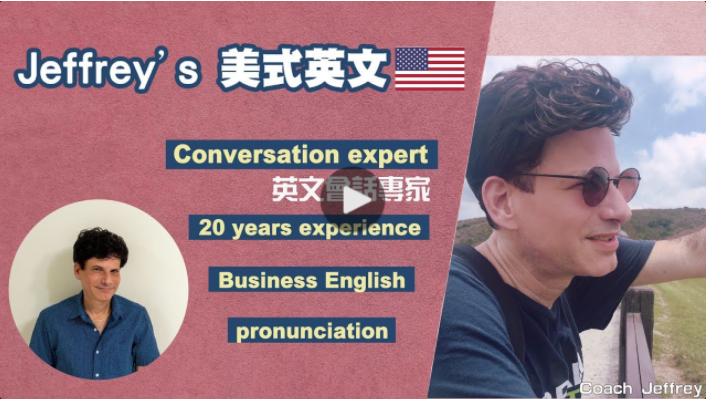 Jeffrey's 美式英文
Conversation expert
英文會話專家
20 years experience
Business English
pronunciation
Coach Jeffrey